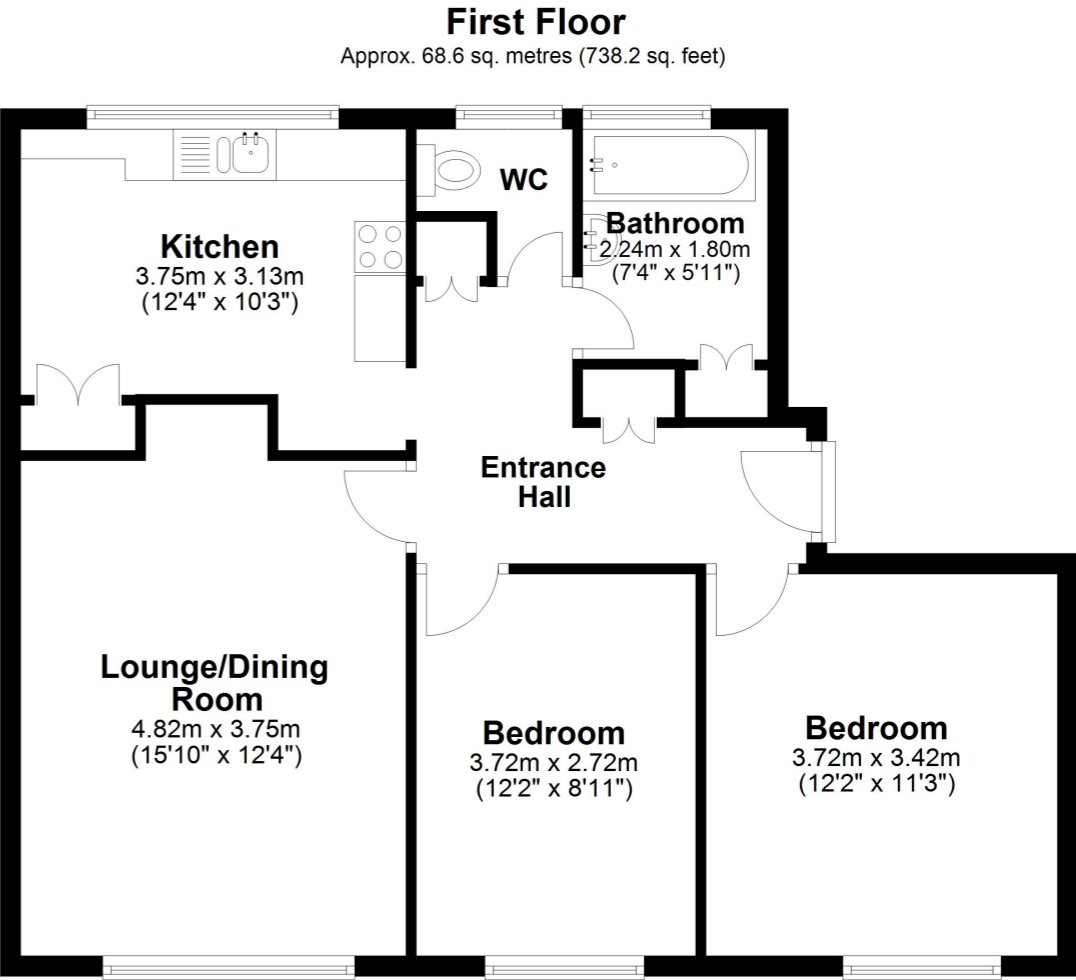 First Floor
Approx. 68.6 sq. metres (738.2 sq. feet)
WC
Bathroom
2.24m x 1.80m
(7'4" x 5'11")
Kitchen
3.75m x 3.13m
(12'4" x 10'3")
Entrance
Hall
Lounge/Dining
Room
4.82m x 3.75m
(15'10" x 12'4")
Bedroom
3.72m x 2.72m
(12'2" x 8'11")
Bedroom
3.72m x 3.42m
(12'2" x 11'3")